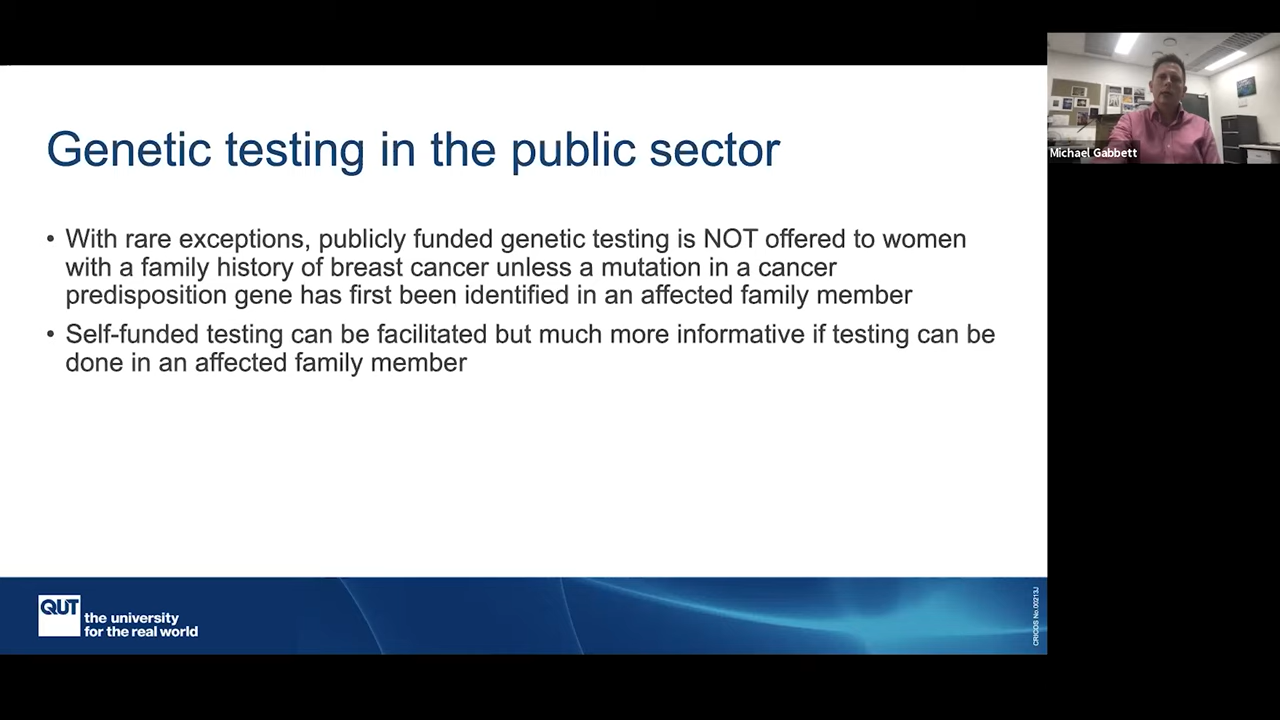 Genetic testing in the public sector
• With rare exceptions, publicly funded genetic testing is NOT offered to women
with a family history of breast cancer unless a mutation in a cancer
predisposition gene has first been identified in an affected family member
• Self-funded testing can be facilitated but much more informative if testing can be
done in an affected family member
Michael Gabbett
QUT
the university
for the real world
CRICOS No.00213J